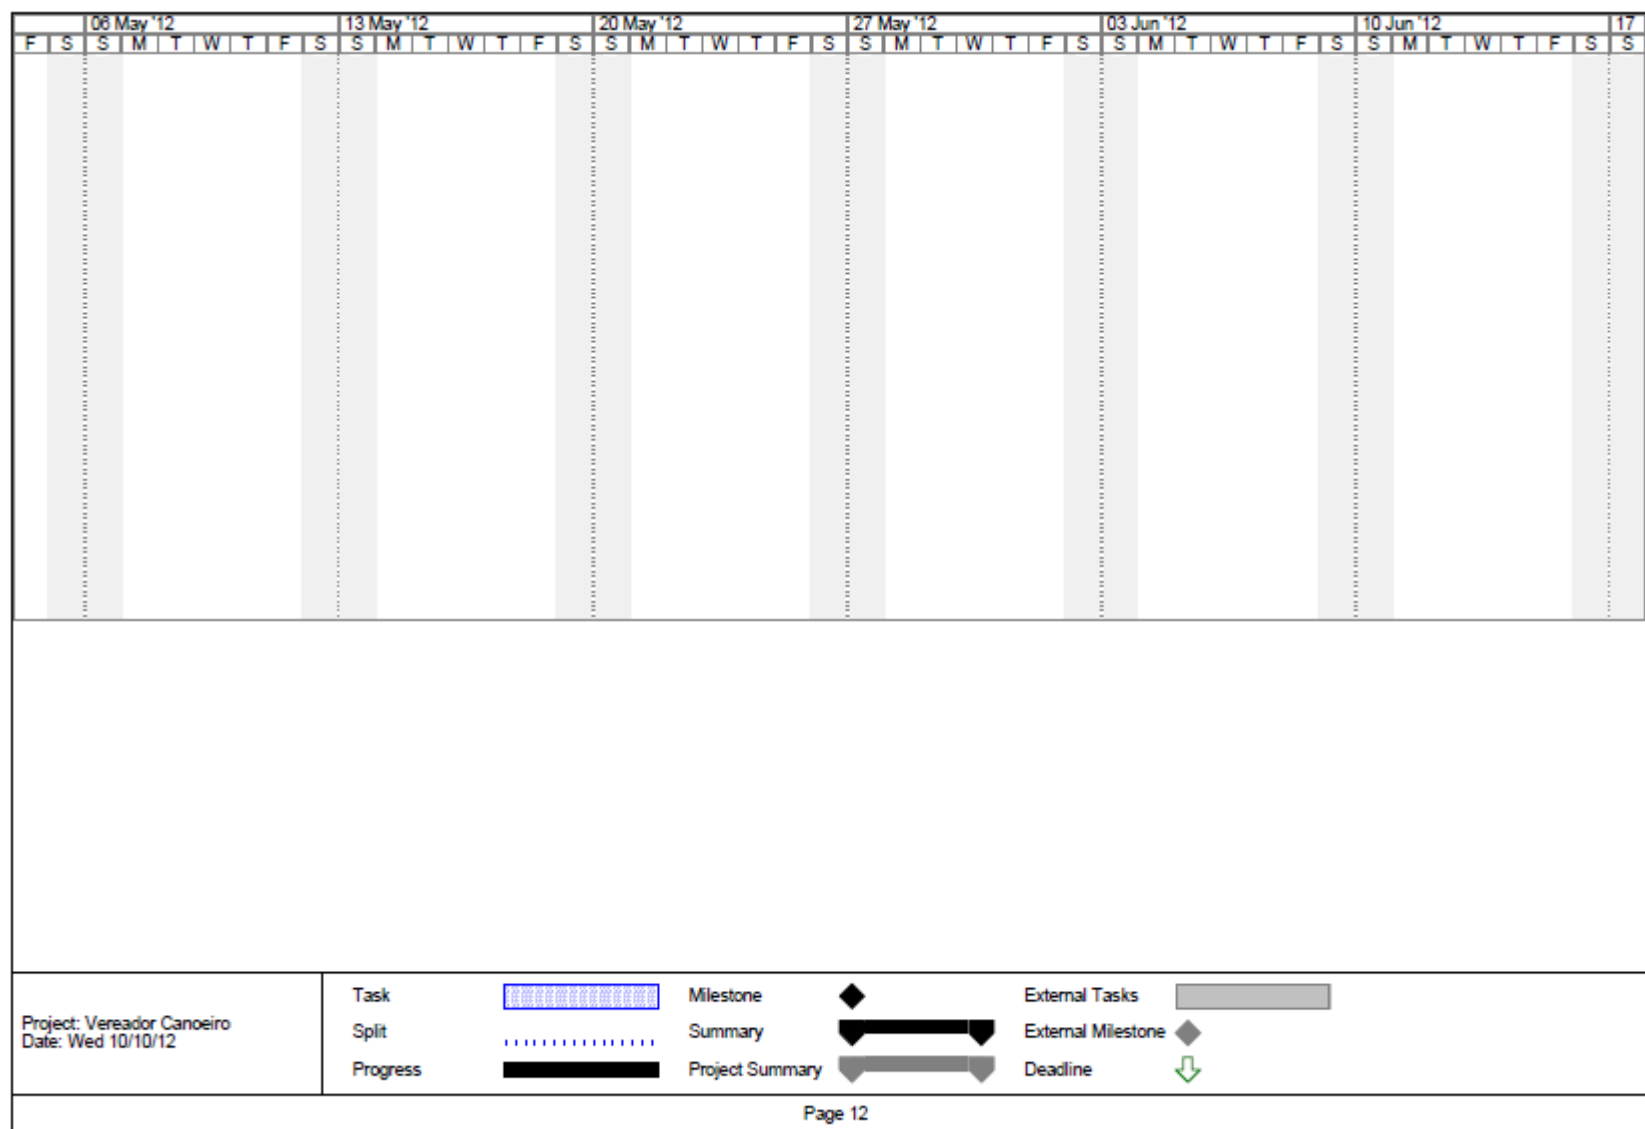 06 May '12 13 May '12 20 May '12 27 May '12 03 Jun '12 10 Jun '12 17
F S S M T W T F S S M T W T F S S M T W T F S S M T W T F S S M T W T F S S M T W T F S S
Task Milestone External Tasks
Project: Vereador Canoeiro
Date: Wed 10/10/12
Split Summary External Milestone
Progress Project Summary Deadline
Page 12